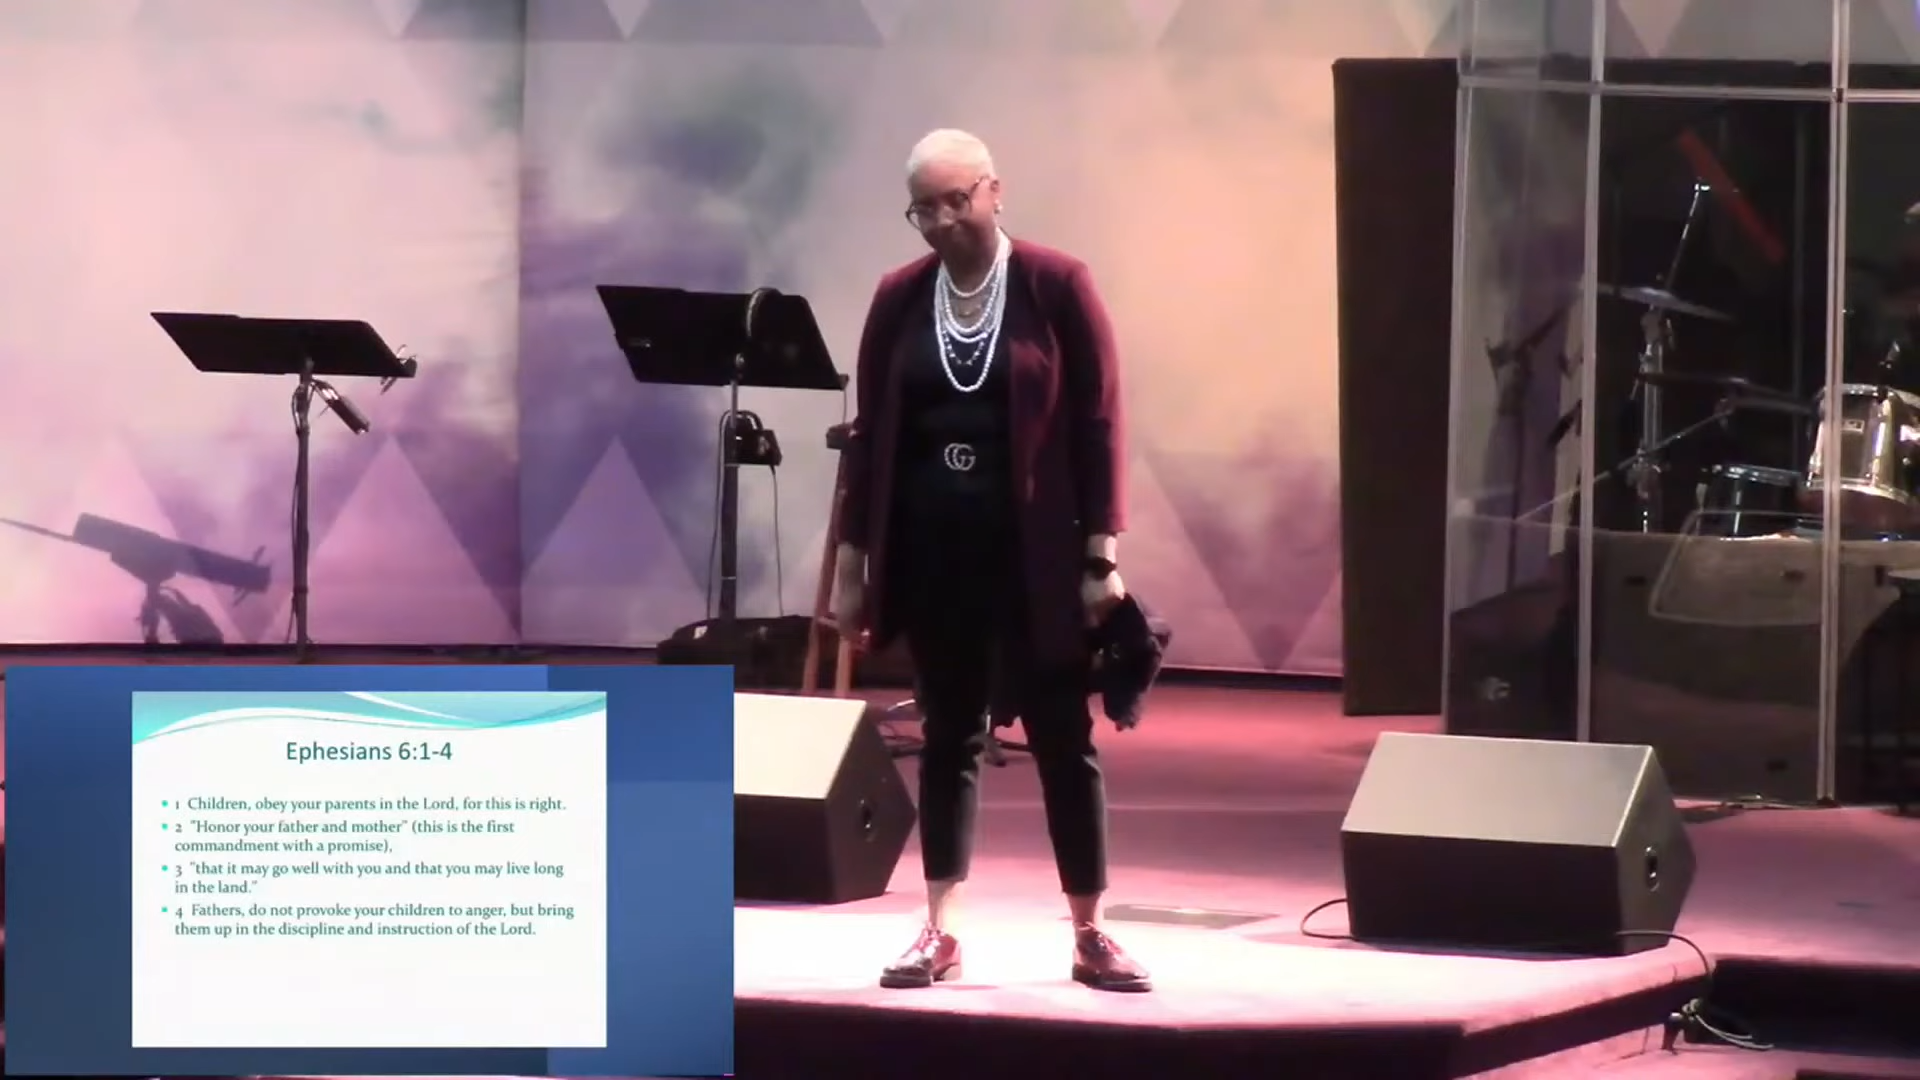 Ephesians 6:1-4
• 1 Children, obey your parents in the Lord, for this is right.
• 2 "Honor your father and mother" (this is the first
commandment with a promise),
• 3 "that it may go well with you and that you may live long
in the land."
• 4 Fathers, do not provoke your children to anger, but bring
them up in the discipline and instruction of the Lord.